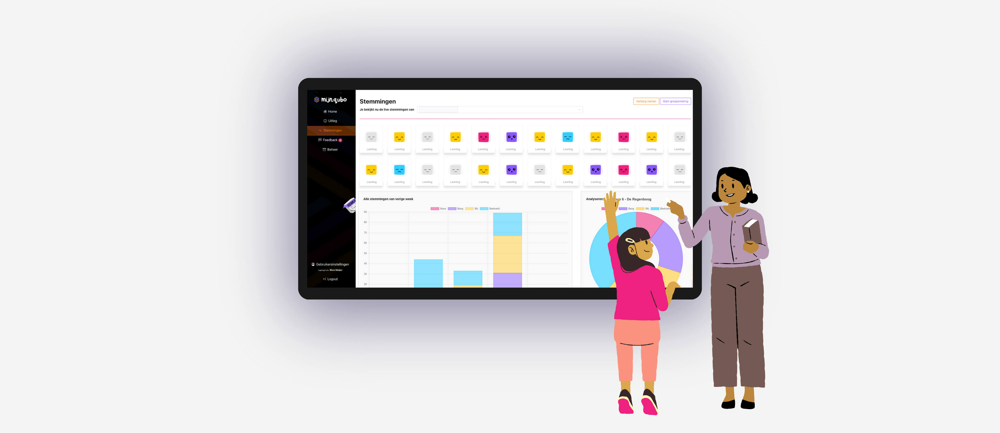 mijn.qubo
Home
Uitleg
Stemmingen
Feedback 6
Beheer
FEEDBACK
Gebruikersinstellingen
Ingelogd als: Nico Meijer
Logout
Stemmingen
Verberg namen Start groepsmeting
Je bekijkt nu de live stemmingen van
Leerling Leerling Leerling Leerling Leerling Leerling Leerling Leerling Leerling Leerling Leerling Leerling
Leerling Leerling Leerling Leerling Leerling Leerling Leerling Leerling Leerling Leerling Leerling Leerling
Alle stemmingen van vorige week
Boos Bang Blij Bedroefd
90
80
70
60
50
40
30
20
Analyseren: 6 - De Regenboog
Bang Blij Bedroefd